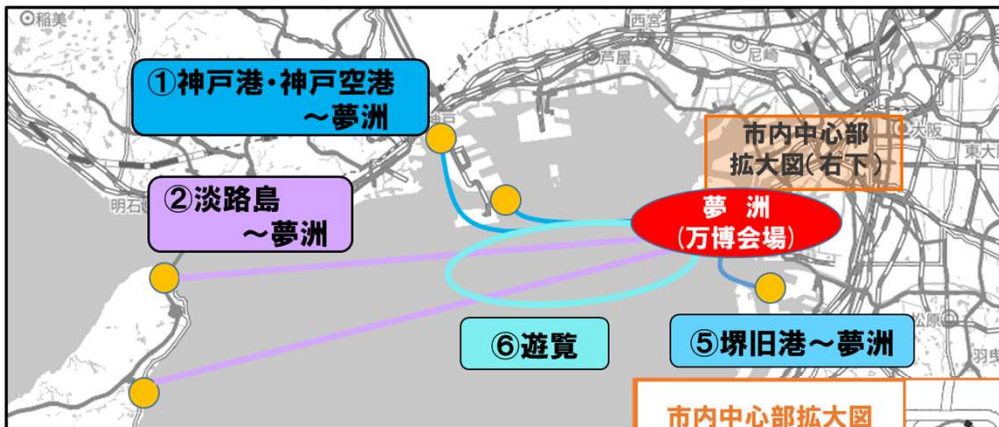 稲美
西宮
芦屋
尼崎
守口
①神戸港・神戸空港
～夢洲
市内中心部
拡大図(右下)
大阪
東大
明石
②淡路島
～夢洲
夢 洲
(万博会場)
⑥遊覧
⑤堺旧港～夢洲
松原
羽曳
市内中心部拡大図